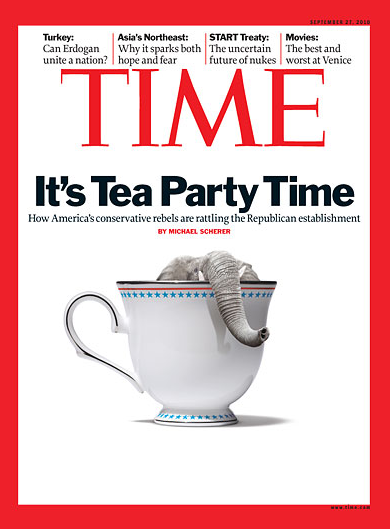 SEPTEMBER 27, 2010
Turkey:
Can Erdogan
unite a nation?
Asia's Northeast:
Why it sparks both
hope and fear
START Treaty:
The uncertain
future of nukes
Movies:
The best and
worst at Venice
TIME
It's Tea Party Time
How America's conservative rebels are rattling the Republican establishment
BY MICHAEL SCHERER
www.time.com